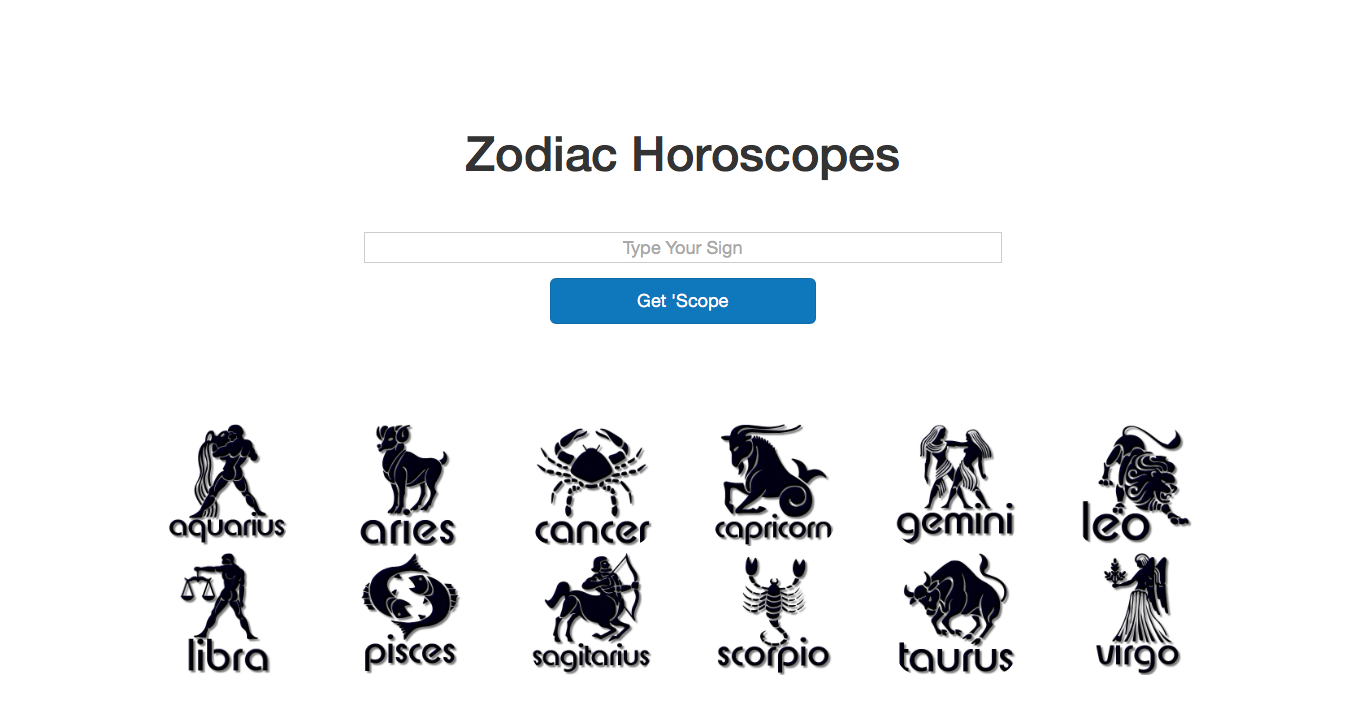 Zodiac Horoscopes
Type Your Sign
Get 'Scope
aquarius aries cancer capricorn gemini leo
libra pisces sagitarius scorpio taurus virgo